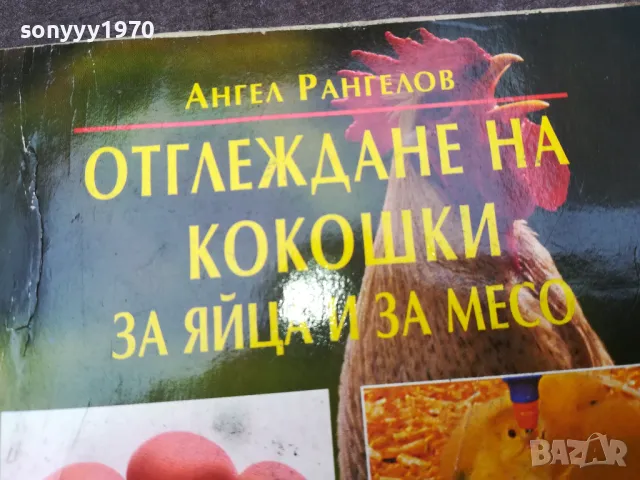 sonyyy1970
АНГЕЛ РАНГЕЛОВ
ОТГЛЕЖДАНЕ НА
КОКОШКИ
ЗА ЯЙЦА И ЗА МЕСО
BAZAR